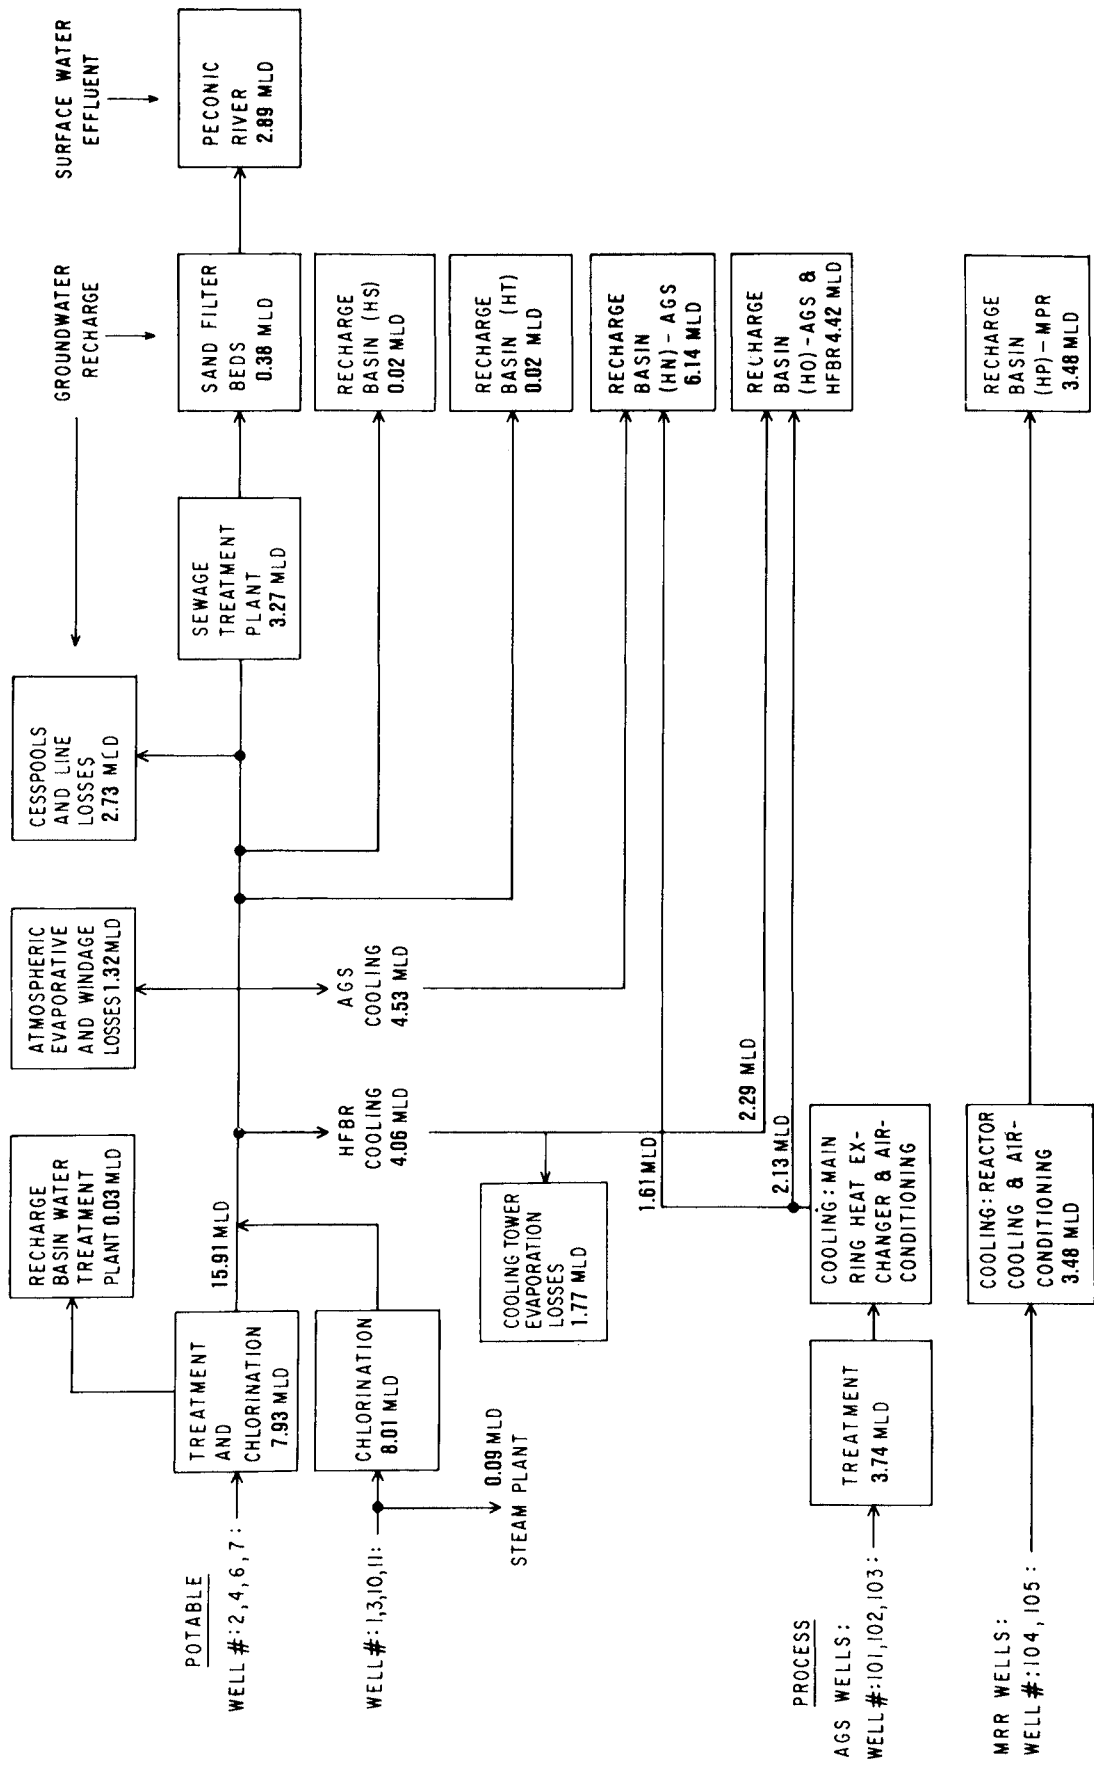 POTABLE
WELL #:2,4,6,7:
WELL #:1,3,10,11:
0.09 MLD
STEAM PLANT
TREATMENT
AND
CHLORINATION
7.93 MLD
CHLORINATION
8.01 MLD
RECHARGE
BASIN WATER
TREATMENT
PLANT 0.03 MLD
15.91 MLD
HFBR
COOLING
4.06 MLD
COOLING TOWER
EVAPORATION
LOSSES
1.77 MLD
ATMOSPHERIC
EVAPORATIVE
AND WINDAGE
LOSSES 1.32 MLD
AGS
COOLING
4.53 MLD
CESSPOOLS
AND LINE
LOSSES
2.73 MLD
SEWAGE
TREATMENT
PLANT
3.27 MLD
GROUNDWATER
RECHARGE
SURFACE WATER
EFFLUENT
SAND FILTER
BEDS
0.38 MLD
PECONIC
RIVER
2.89 MLD
RECHARGE
BASIN (HS)
0.02 MLD
RECHARGE
BASIN (HT)
0.02 MLD
RECHARGE
BASIN
(HN)-AGS
6.14 MLD
RECHARGE
BASIN
(HO)-AGS &
HFBR 4.42 MLD
1.61 MLD
2.29 MLD
2.13 MLD
PROCESS
AGS WELLS:
WELL #:101,102,103:
TREATMENT
3.74 MLD
COOLING: MAIN
RING HEAT EX-
CHANGER & AIR-
CONDITIONING
MRR WELLS:
WELL #:104,105:
COOLING: REACTOR
COOLING & AIR-
CONDITIONING
3.48 MLD
RECHARGE
BASIN
(HP)-MPR
3.48 MLD